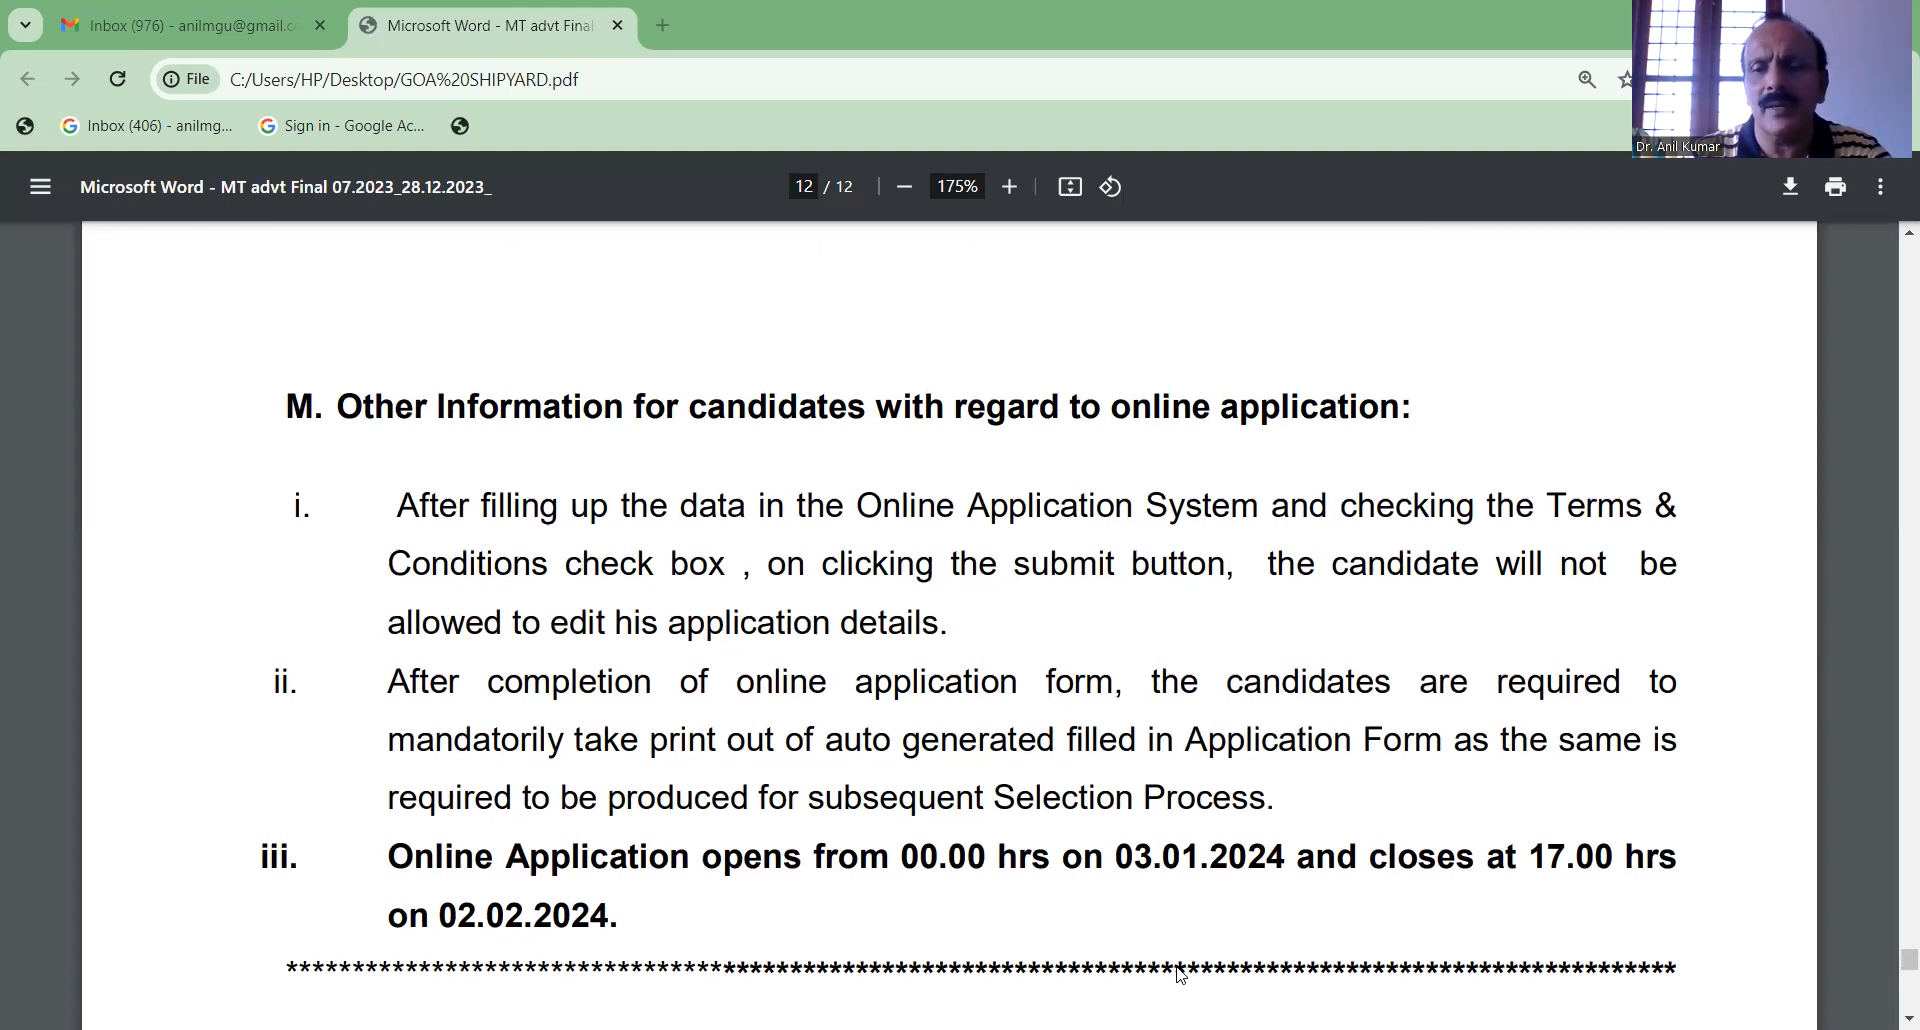 Inbox (976) - anilmgu@gmail.c
Microsoft Word - MT advt Final
File C:/Users/HP/Desktop/GOA%20SHIPYARD.pdf
Inbox (406) - anilmg... Sign in - Google Ac...
Dr. Anil Kumar
Microsoft Word - MT advt Final 07.2023_28.12.2023_ 12 / 12 175%
M. Other Information for candidates with regard to online application:
i. After filling up the data in the Online Application System and checking the Terms &
Conditions check box , on clicking the submit button, the candidate will not be
allowed to edit his application details.
ii. After completion of online application form, the candidates are required to
mandatorily take print out of auto generated filled in Application Form as the same is
required to be produced for subsequent Selection Process.
iii. Online Application opens from 00.00 hrs on 03.01.2024 and closes at 17.00 hrs
on 02.02.2024.